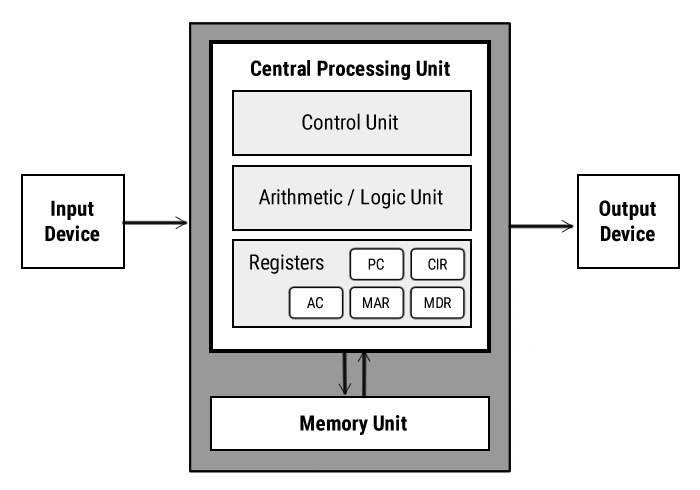 Central Processing Unit
Control Unit
Arithmetic / Logic Unit
Registers
PC
CIR
AC
MAR
MDR
Input
Device
Output
Device
Memory Unit